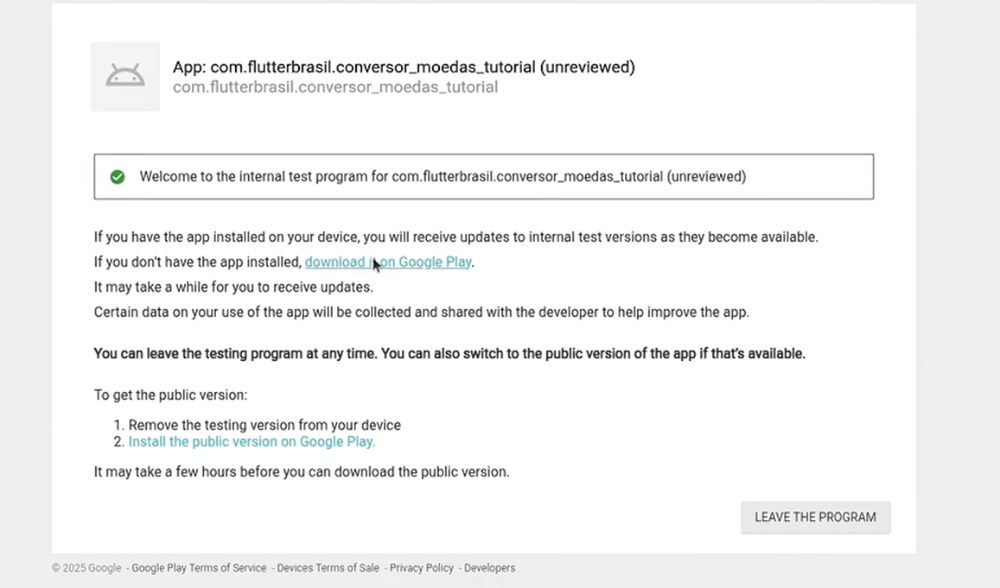 App: com.flutterbrasil.conversor_moedas_tutorial (unreviewed)
com.flutterbrasil.conversor_moedas_tutorial
Welcome to the internal test program for com.flutterbrasil.conversor_moedas_tutorial (unreviewed)
If you have the app installed on your device, you will receive updates to internal test versions as they become available.
If you don't have the app installed, download it on Google Play.
It may take a while for you to receive updates.
Certain data on your use of the app will be collected and shared with the developer to help improve the app.
You can leave the testing program at any time. You can also switch to the public version of the app if that's available.
To get the public version:
1. Remove the testing version from your device
2. Install the public version on Google Play.
It may take a few hours before you can download the public version.
LEAVE THE PROGRAM
© 2025 Google - Google Play Terms of Service - Devices Terms of Sale - Privacy Policy - Developers